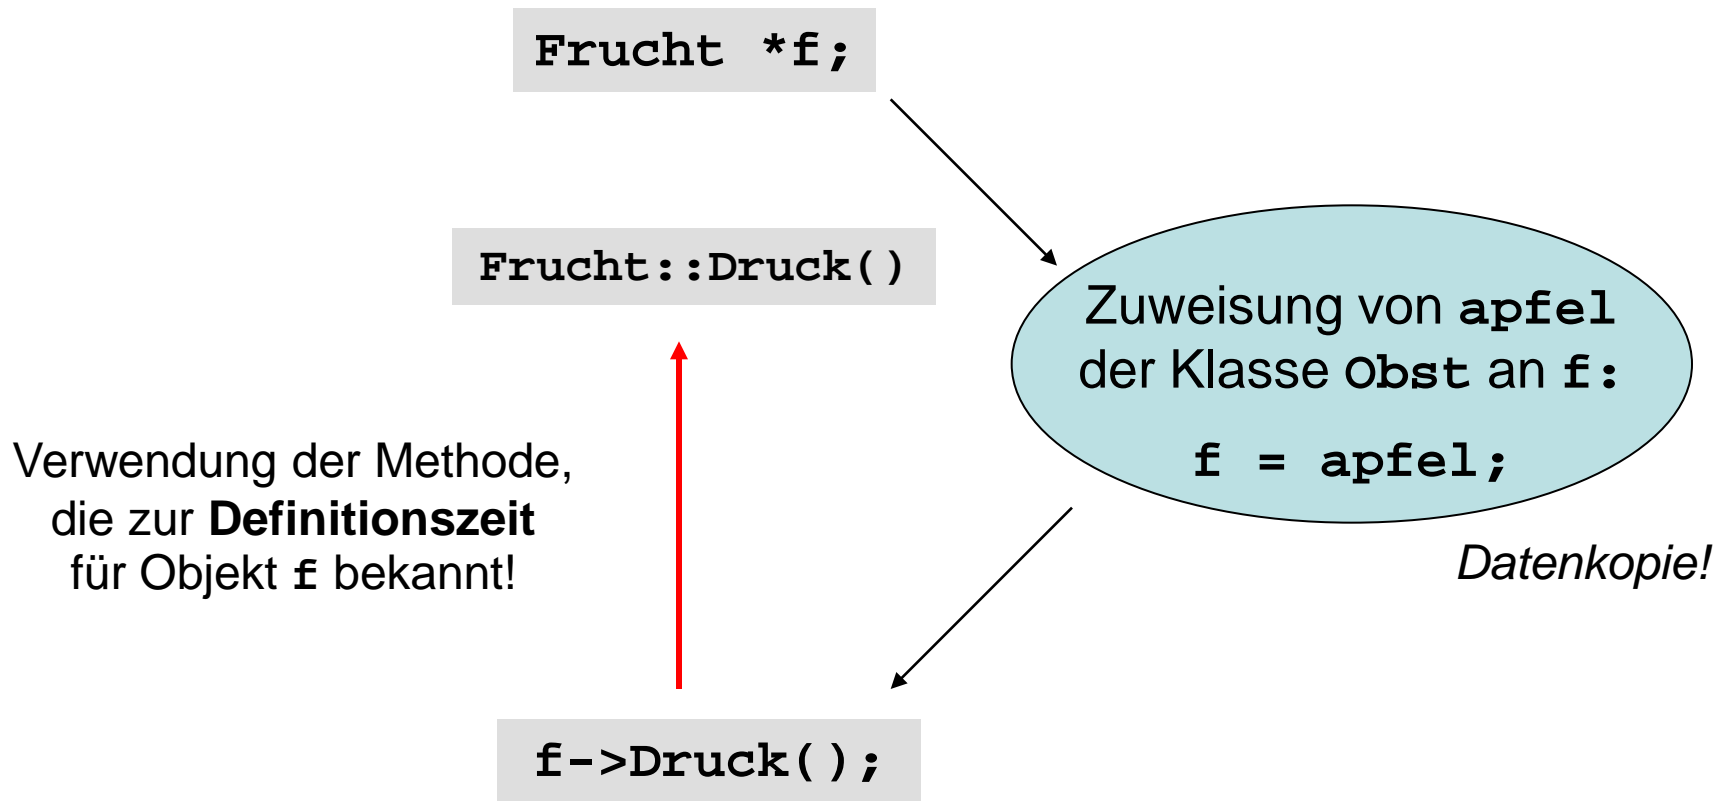 Frucht *f;
Frucht::Druck()
Zuweisung von apfel
der Klasse Obst an f:
f = apfel;
Verwendung der Methode,
die zur Definitionszeit
für Objekt f bekannt!
Datenkopie!
f->Druck();